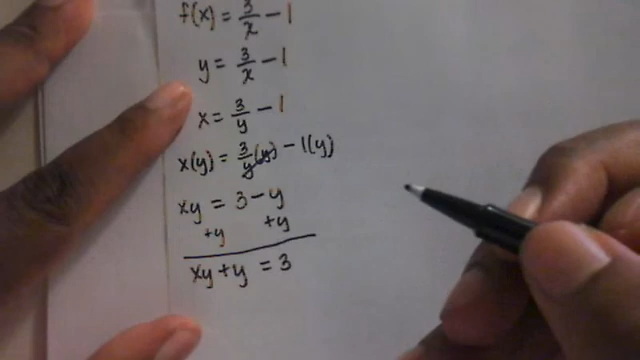 f(x) = 3/x - 1
y = 3/x - 1
x = 3/y - 1
x(y) = 3/y (y) - 1(y)
xy = 3 - y
+y +y
xy + y = 3